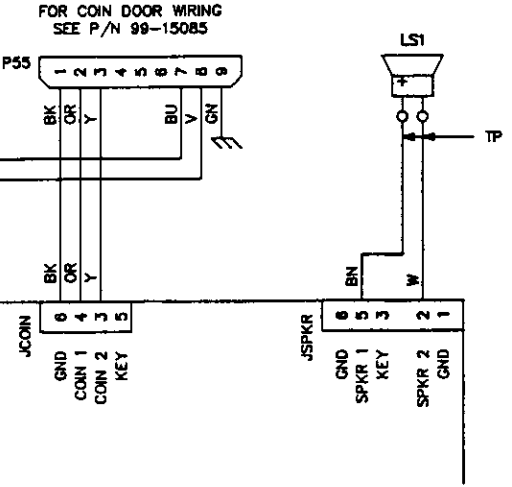 FOR COIN DOOR WIRING
SEE P/N 99-15085
P55
1 2 3 4 5 6 7 8 9
BK OR Y BU V GN
LS1
+
TP
BK OR Y
BN W
JCOIN
6 4 3 5
GND
COIN 1
COIN 2
KEY
JSPKR
6 5 3 2 1
GND
SPKR 1
KEY
SPKR 2
GND